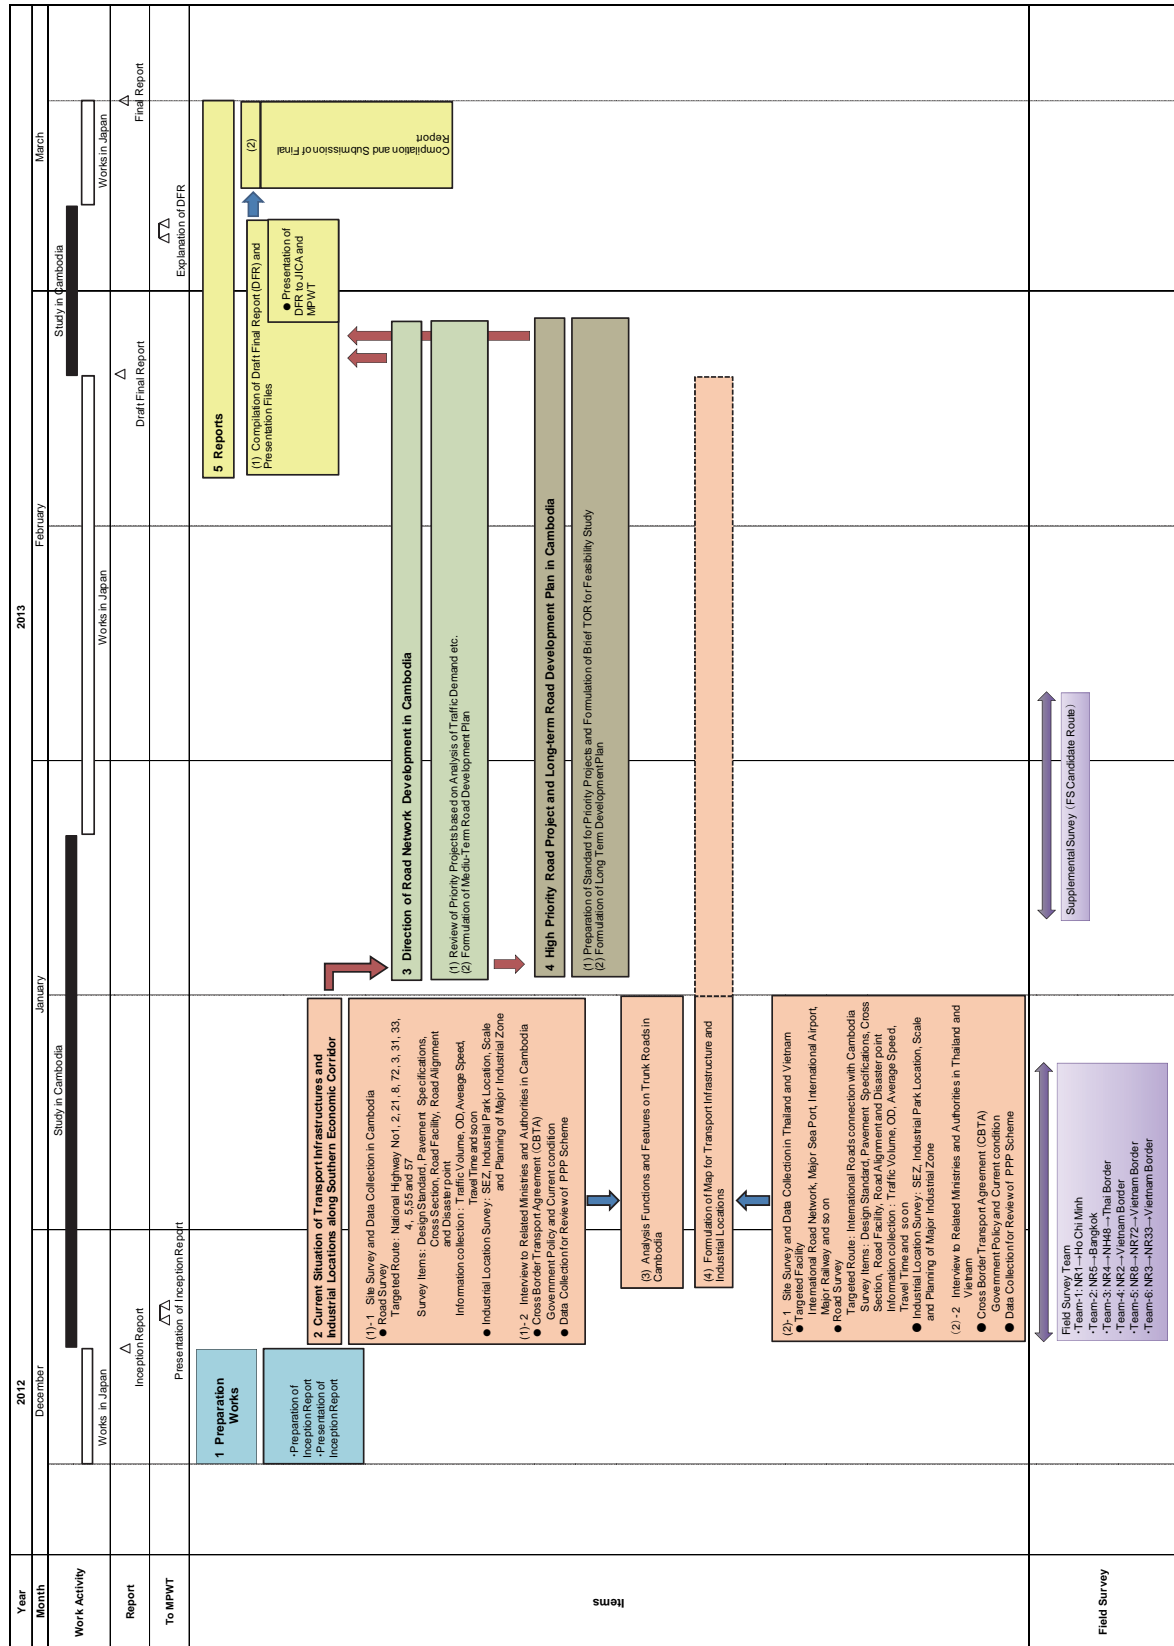 Year
2012
2013
Month
December
January
February
March
Work Activity
Works in Japan
Study in Cambodia
Works in Japan
Study in Cambodia
Works in Japan
Report
Inception Report
Draft Final Report
Final Report
To MPWT
Presentation of Inception Report
Explanation of DFR
Items
1 Preparation
Works
・Preparation of
Inception Report
・Presentation of
Inception Report
2 Current Situation of Transport Infrastructures and
Industrial Locations along Southern Economic Corridor
(1)-1 Site Survey and Data Collection in Cambodia
● Road Survey
Targeted Route: National Highway No1, 2, 21, 8, 72, 3, 31, 33,
4, 5,55 and 57
Survey Items: Design Standard, Pavement Specifications,
Cross Section, Road Facility, Road Alignment
and Disaster point
Information collection : Traffic Volume, OD, Average Speed,
Travel Time and soon
● Industrial Location Survey: SEZ, Industrial Park Location, Scale
and Planning of Major Industrial Zone
(1)-2 Interview to Related Ministries and Authorities in Cambodia
● Cross Border Transport Agreement (CBTA)
Government Policy and Current condition
● Data Collection for Review of PPP Scheme
3 Direction of Road Network Development in Cambodia
(1) Review of Priority Projects based on Analysis of Traffic Demand etc.
(2) Formulation of Mediu-Term Road Development Plan
4 High Priority Road Project and Long-term Road Development Plan in Cambodia
(1) Preparation of Standard for Priority Projects and Formulation of Brief TOR for Feasibility Study
(2) Formulation of Long Term Development Plan
5 Reports
(1) Compilation of Draft Final Report (DFR) and
Presentation Files
● Presentation of
DFR to JICA and
MPWT
(2)
Compilation and Submission of Final
Report
(3) Analysis Functions and Features on Trunk Roads in
Cambodia
(4) Formulation of Map for Transport Infrastructure and
Industrial Locations
(2)-1 Site Survey and Data Collection in Thailand and Vietnam
● Targeted Facility
International Road Network, Major Sea Port, International Airport,
Major Railway and so on
● Road Survey
Targeted Route: International Roads connection with Cambodia
Survey Items : Design Standard, Pavement Specifications, Cross
Section, Road Facility, Road Alignment and Disaster point
Information collection : Traffic Volume, OD, Average Speed,
Travel Time and soon
● Industrial Location Survey: SEZ, Industrial Park Location, Scale
and Planning of Major Industrial Zone
(2)-2 Interview to Related Ministries and Authorities in Thailand and
Vietnam
● Cross Border Transport Agreement (CBTA)
Government Policy and Current condition
● Data Collection for Review of PPP Scheme
Field Survey
Field Survey Team
・Team-1: NR1→Ho Chi Minh
・Team-2: NR5→Bangkok
・Team-3: NR4→NH48→Thai Border
・Team-4: NR2→Vietnam Border
・Team-5: NR8→NR72→Vietnam Border
・Team-6: NR3→NR33→Vietnam Border
Supplemental Survey (FS Candidate Route)